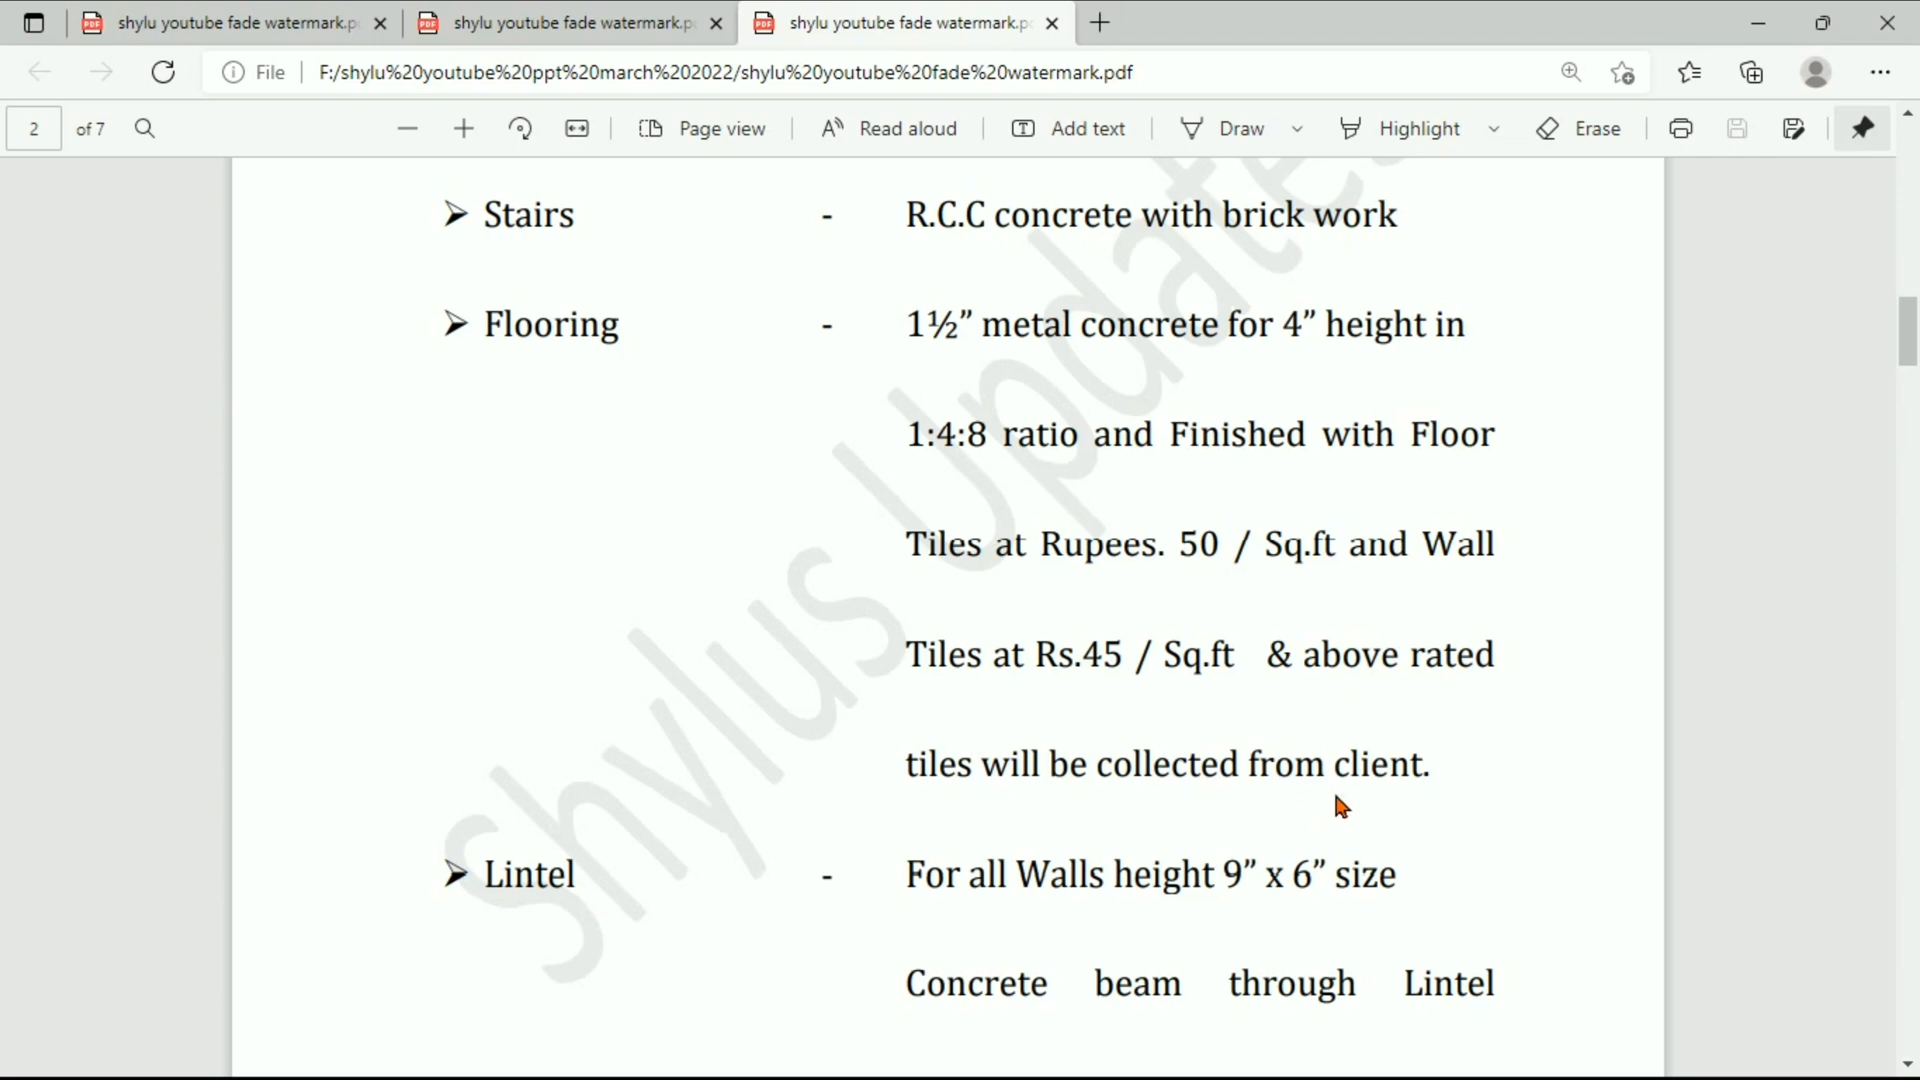 shylu youtube fade watermark.p
shylu youtube fade watermark.p
shylu youtube fade watermark.p
File
F:/shylu%20youtube%20ppt%20march%202022/shylu%20youtube%20fade%20watermark.pdf
2 of 7
Page view
Read aloud
Add text
Draw
Highlight
Erase
➢ Stairs - R.C.C concrete with brick work
➢ Flooring - 1½” metal concrete for 4” height in
1:4:8 ratio and Finished with Floor
Tiles at Rupees. 50 / Sq.ft and Wall
Tiles at Rs.45 / Sq.ft & above rated
tiles will be collected from client.
➢ Lintel - For all Walls height 9” x 6” size
Concrete beam through Lintel
Shylus Updates